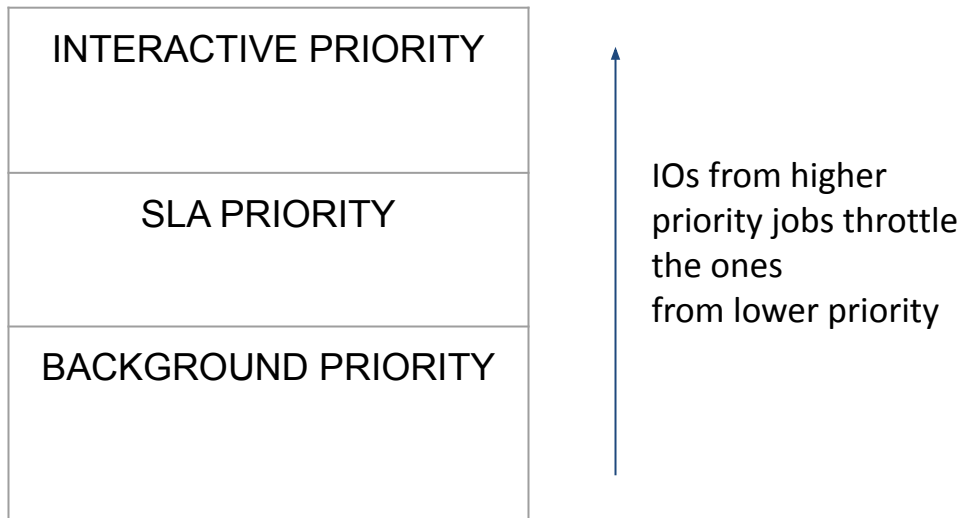 INTERACTIVE PRIORITY
SLA PRIORITY
BACKGROUND PRIORITY
IOs from higher
priority jobs throttle
the ones
from lower priority